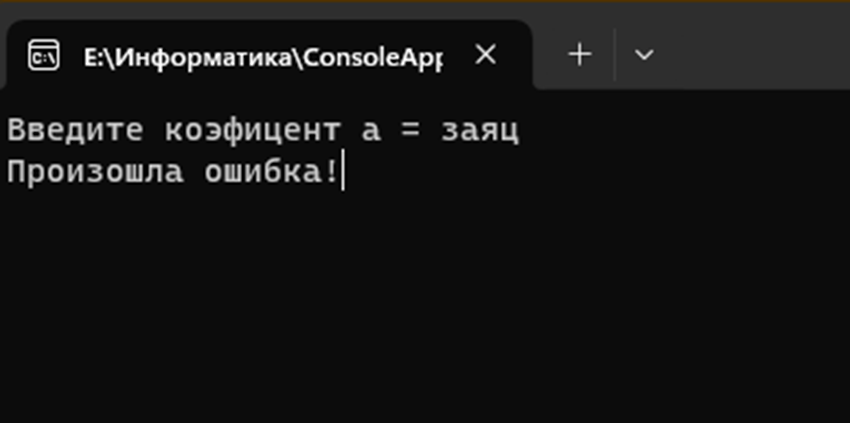 E:\Информатика\ConsoleApp
Введите коэфицент a = заяц
Произошла ошибка!